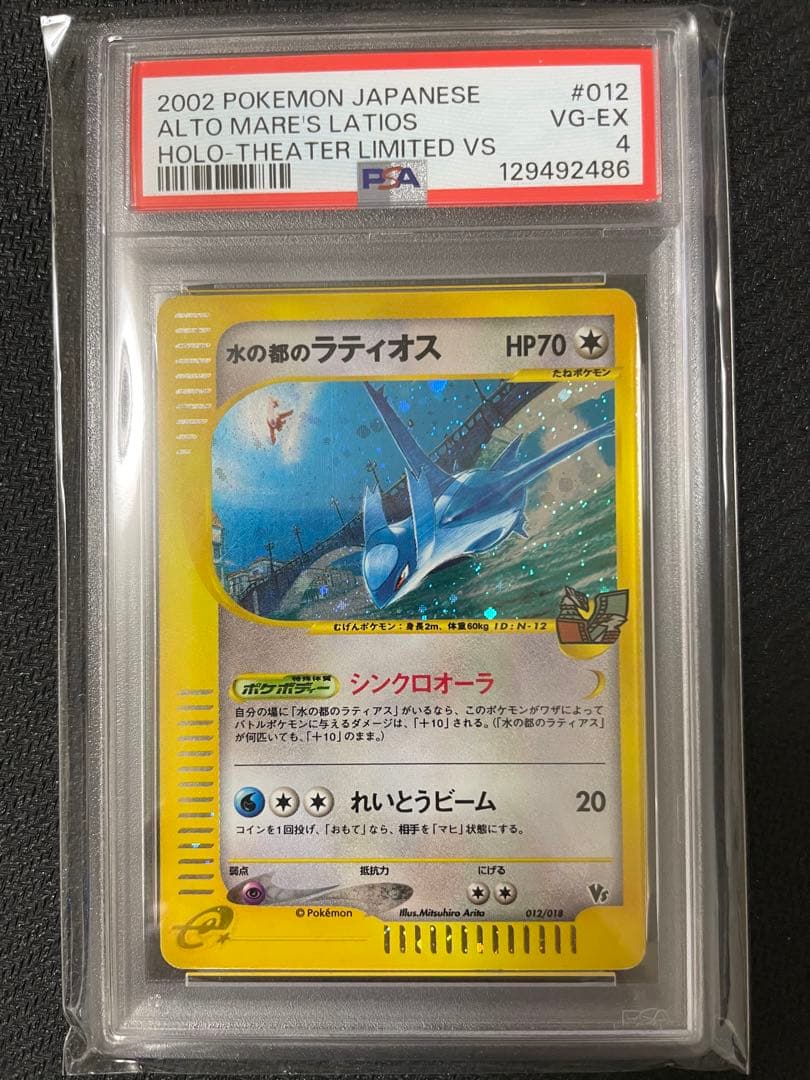 2002 POKEMON JAPANESE #012
ALTO MARE'S LATIOS VG-EX
HOLO-THEATER LIMITED VS 4
PSA 129492486
水の都のラティオス HP70
たねポケモン
むげんポケモン：身長2m、体重60kg ID:N-12
特殊体質
ポケボディー シンクロオーラ
自分の場に「水の都のラティアス」がいるなら、このポケモンがワザによって
バトルポケモンに与えるダメージは、「＋10」される。（「水の都のラティアス」
が何匹いても、「＋10」のまま。）
れいとうビーム 20
コインを1回投げ、「おもて」なら、相手を「マヒ」状態にする。
弱点 抵抗力 にげる
Vs
© Pokémon Illus.Mitsuhiro Arita 012/018
e
PSA